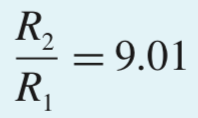 R₂/R₁ = 9.01